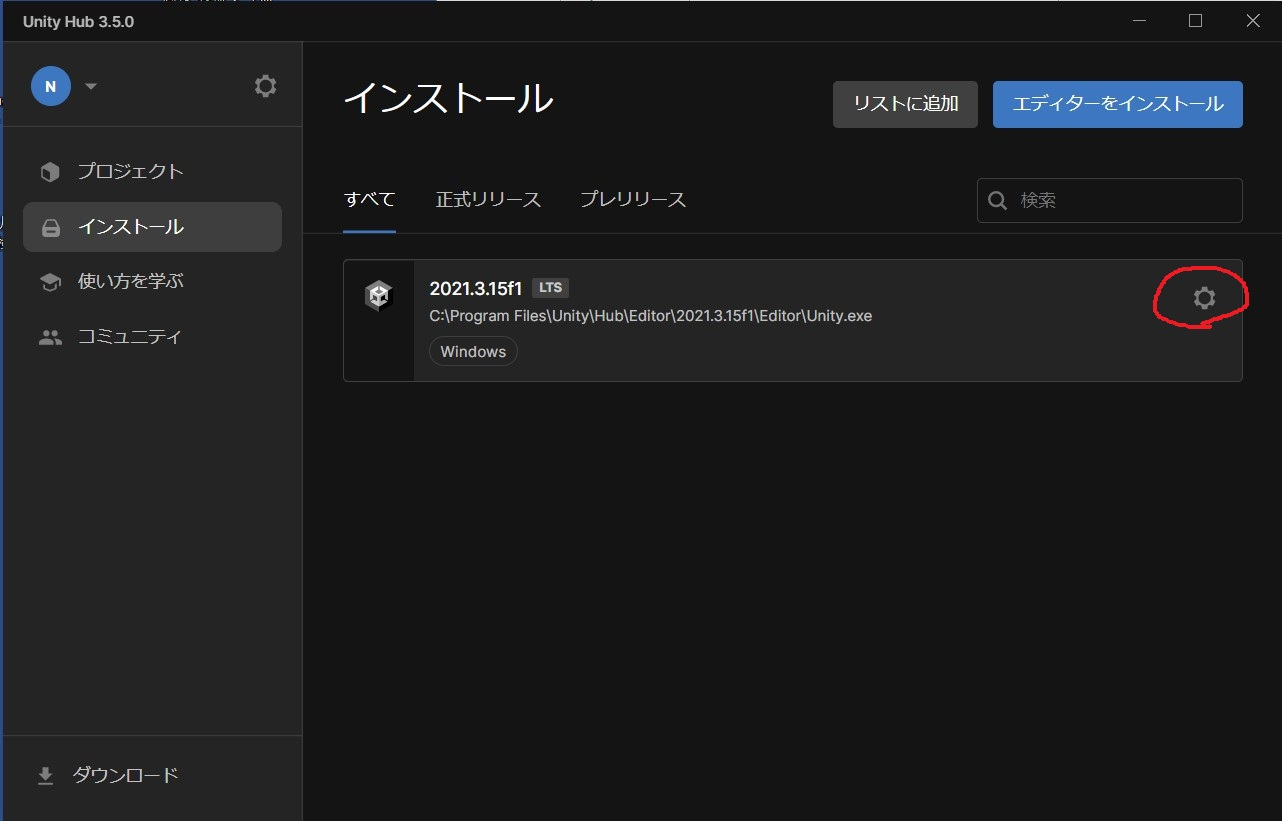 Unity Hub 3.5.0
N
プロジェクト
インストール
使い方を学ぶ
コミュニティ
ダウンロード
インストール
リストに追加
エディターをインストール
すべて
正式リリース
プレリリース
検索
2021.3.15f1 LTS
C:\Program Files\Unity\Hub\Editor\2021.3.15f1\Editor\Unity.exe
Windows